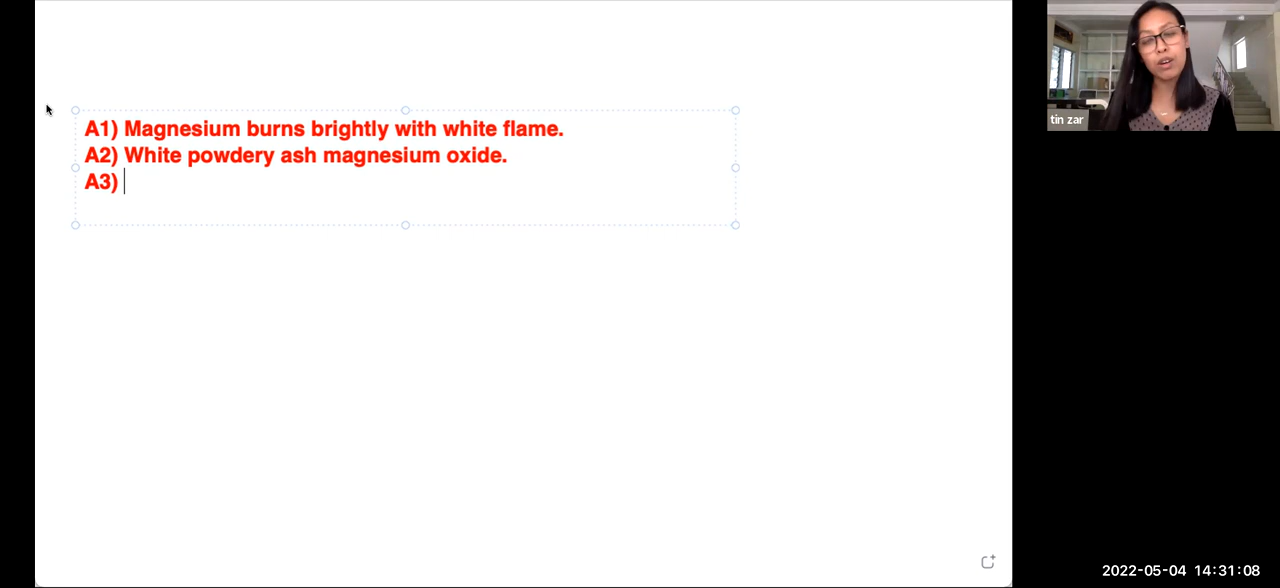 A1) Magnesium burns brightly with white flame.
A2) White powdery ash magnesium oxide.
A3)
tin zar
2022-05-04 14:31:08